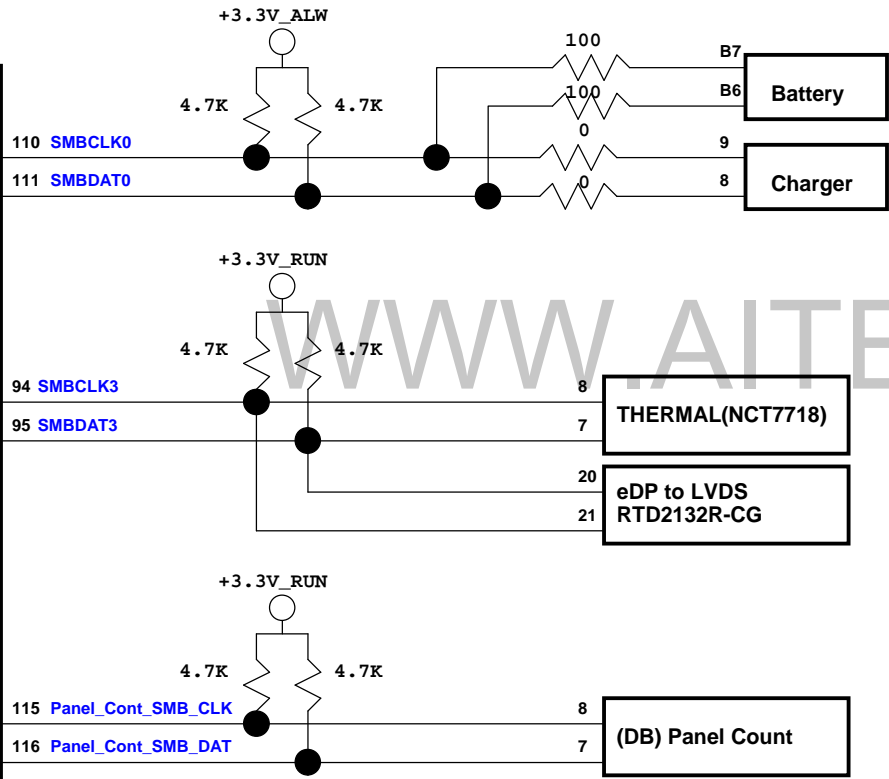 +3.3V_ALW
100
B7
4.7K
4.7K
100
B6
Battery
110 SMBCLK0
0
9
111 SMBDAT0
0
8
Charger
+3.3V_RUN
WWW.AITE
4.7K
4.7K
94 SMBCLK3
8
THERMAL(NCT7718)
95 SMBDAT3
7
20
eDP to LVDS
RTD2132R-CG
21
+3.3V_RUN
4.7K
4.7K
115 Panel_Cont_SMB_CLK
8
(DB) Panel Count
116 Panel_Cont_SMB_DAT
7